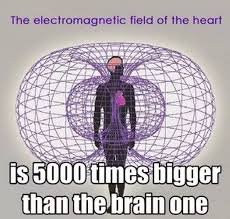 The electromagnetic field of the heart
is 5000 times bigger
than the brain one